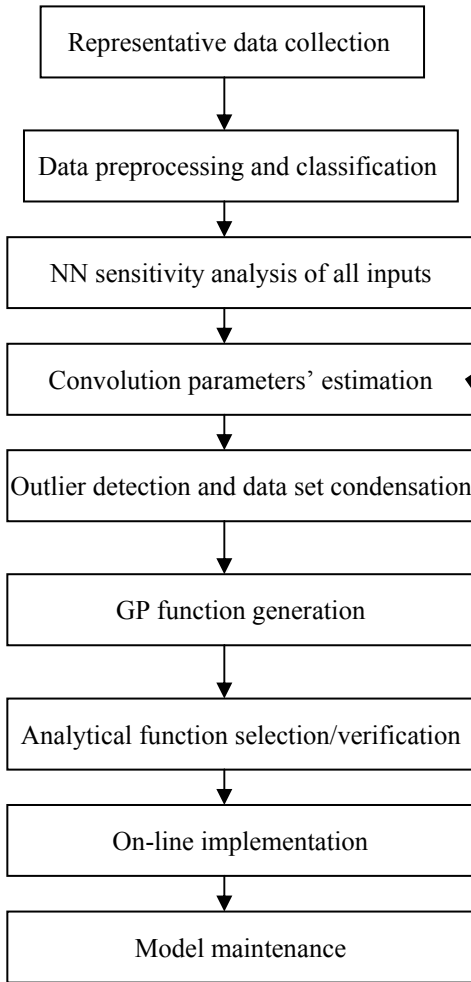 Representative data collection
Data preprocessing and classification
NN sensitivity analysis of all inputs
Convolution parameters’ estimation
Outlier detection and data set condensation
GP function generation
Analytical function selection/verification
On-line implementation
Model maintenance